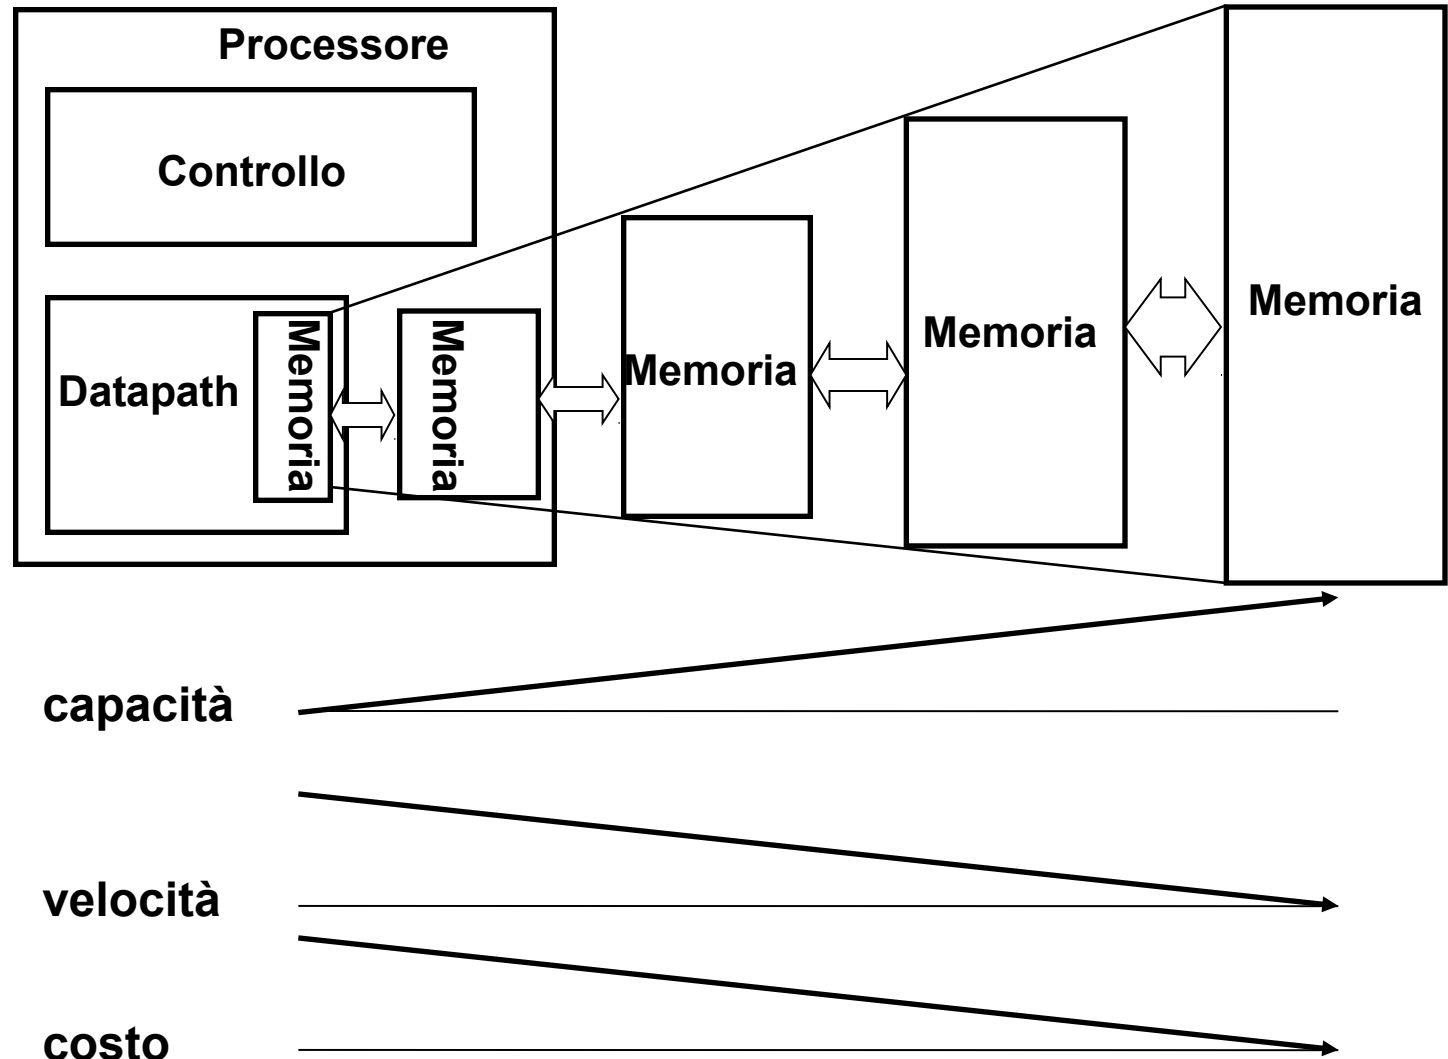 Processore
Controllo
Datapath
Memoria
Memoria
Memoria
Memoria
Memoria
capacità
velocità
costo